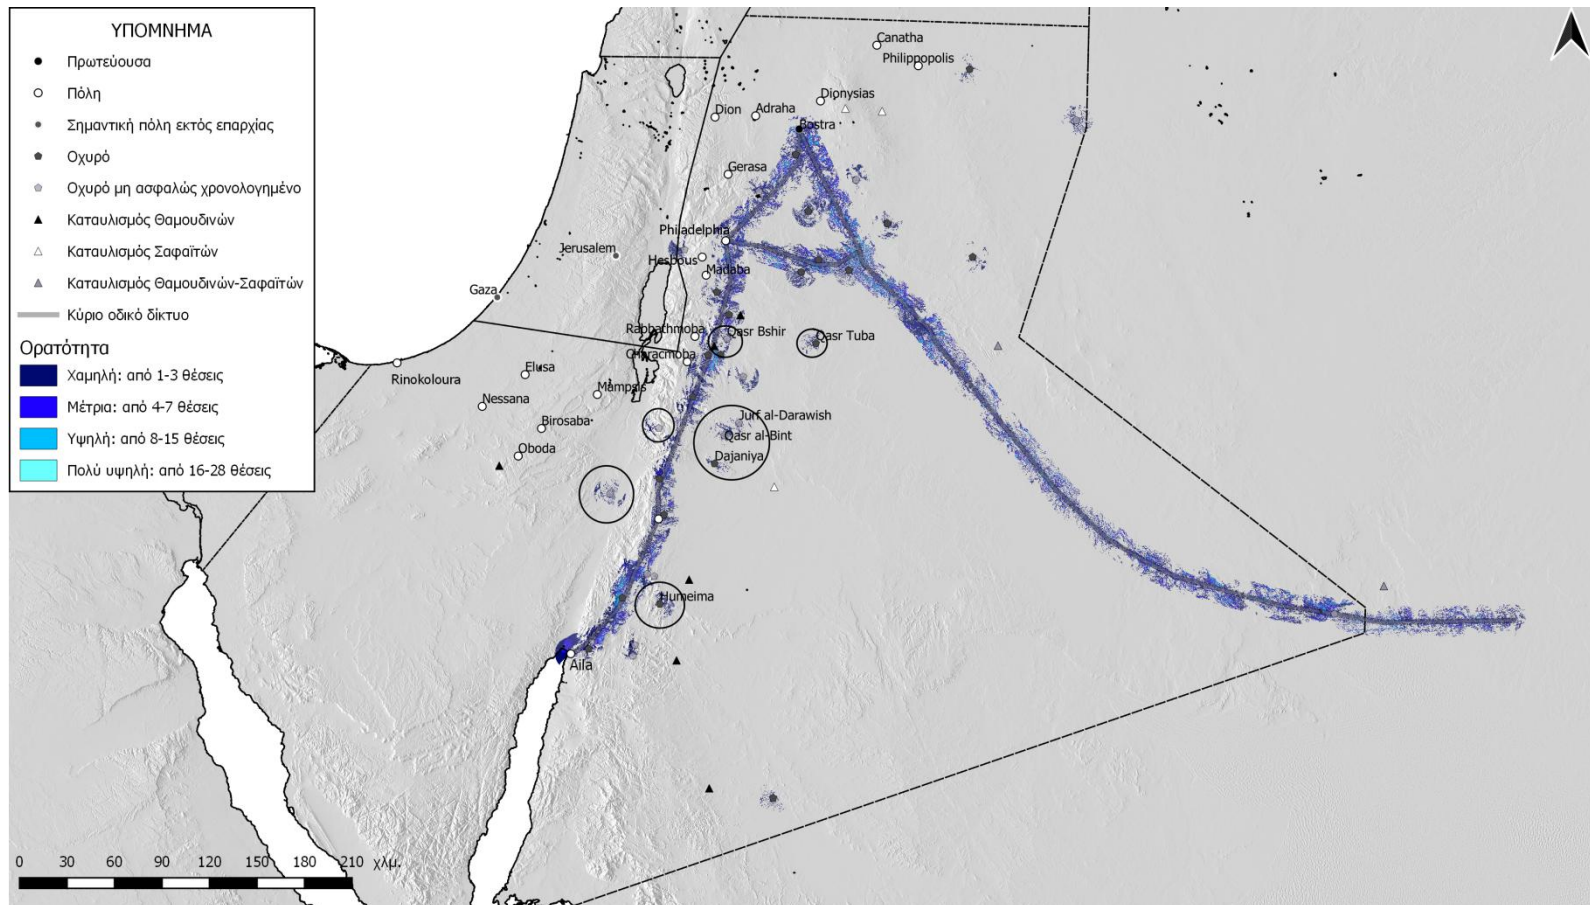 ΥΠΟΜΝΗΜΑ
Πρωτεύουσα
Πόλη
Σημαντική πόλη εκτός επαρχίας
Οχυρό
Οχυρό μη ασφαλώς χρονολογημένο
Καταυλισμός Θαμουδινών
Καταυλισμός Σαφαϊτών
Καταυλισμός Θαμουδινών-Σαφαϊτών
Κύριο οδικό δίκτυο
Ορατότητα
Χαμηλή: από 1-3 θέσεις
Μέτρια: από 4-7 θέσεις
Υψηλή: από 8-15 θέσεις
Πολύ υψηλή: από 16-28 θέσεις
Canatha
Philippopolis
Dionysias
Dion
Adraha
Bostra
Gerasa
Philadelphia
Jerusalem
Hesbous
Madaba
Gaza
Rabbathmoba
Qasr Bshir
Qasr Tuba
Characmoba
Rinokoloura
Elusa
Mampsis
Nessana
Birosaba
Jurf al-Darawish
Qasr al-Bint
Oboda
Dajaniya
Humeima
Aila
0 30 60 90 120 150 180 210 χλμ.